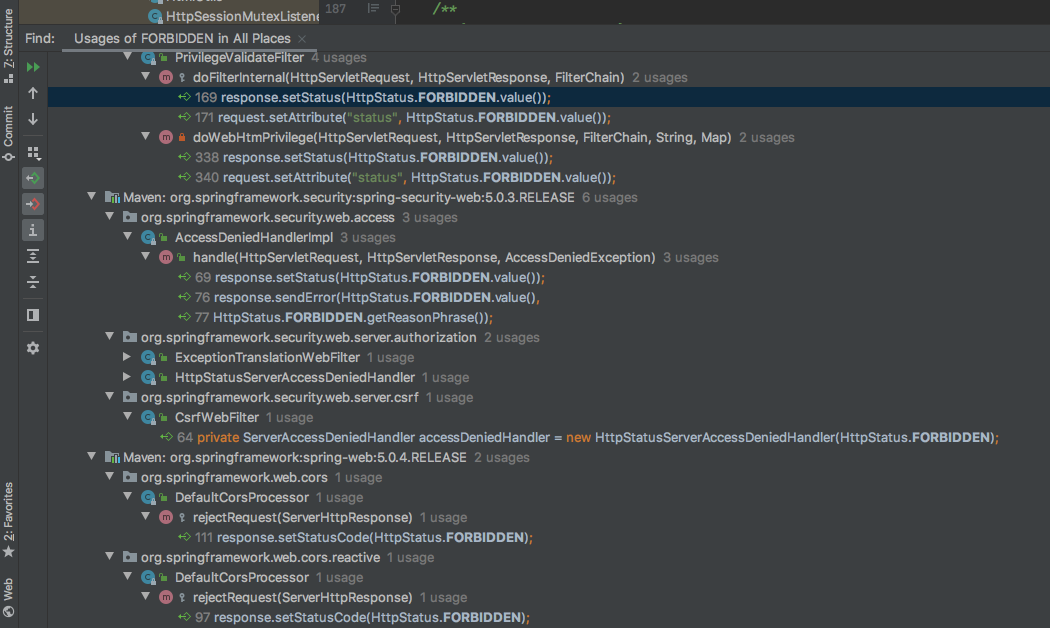 HttpSessionMutexListene
187
/**
Find: Usages of FORBIDDEN in All Places ×
Z: Structure
Commit
2: Favorites
Web
PrivilegeValidateFilter 4 usages
doFilterInternal(HttpServletRequest, HttpServletResponse, FilterChain) 2 usages
169 response.setStatus(HttpStatus.FORBIDDEN.value());
171 request.setAttribute("status", HttpStatus.FORBIDDEN.value());
doWebHtmPrivilege(HttpServletRequest, HttpServletResponse, FilterChain, String, Map) 2 usages
338 response.setStatus(HttpStatus.FORBIDDEN.value());
340 request.setAttribute("status", HttpStatus.FORBIDDEN.value());
Maven: org.springframework.security:spring-security-web:5.0.3.RELEASE 6 usages
org.springframework.security.web.access 3 usages
AccessDeniedHandlerImpl 3 usages
handle(HttpServletRequest, HttpServletResponse, AccessDeniedException) 3 usages
69 response.setStatus(HttpStatus.FORBIDDEN.value());
76 response.sendError(HttpStatus.FORBIDDEN.value(),
77 HttpStatus.FORBIDDEN.getReasonPhrase());
org.springframework.security.web.server.authorization 2 usages
ExceptionTranslationWebFilter 1 usage
HttpStatusServerAccessDeniedHandler 1 usage
org.springframework.security.web.server.csrf 1 usage
CsrfWebFilter 1 usage
64 private ServerAccessDeniedHandler accessDeniedHandler = new HttpStatusServerAccessDeniedHandler(HttpStatus.FORBIDDEN);
Maven: org.springframework:spring-web:5.0.4.RELEASE 2 usages
org.springframework.web.cors 1 usage
DefaultCorsProcessor 1 usage
rejectRequest(ServerHttpResponse) 1 usage
111 response.setStatusCode(HttpStatus.FORBIDDEN);
org.springframework.web.cors.reactive 1 usage
DefaultCorsProcessor 1 usage
rejectRequest(ServerHttpResponse) 1 usage
97 response.setStatusCode(HttpStatus.FORBIDDEN);